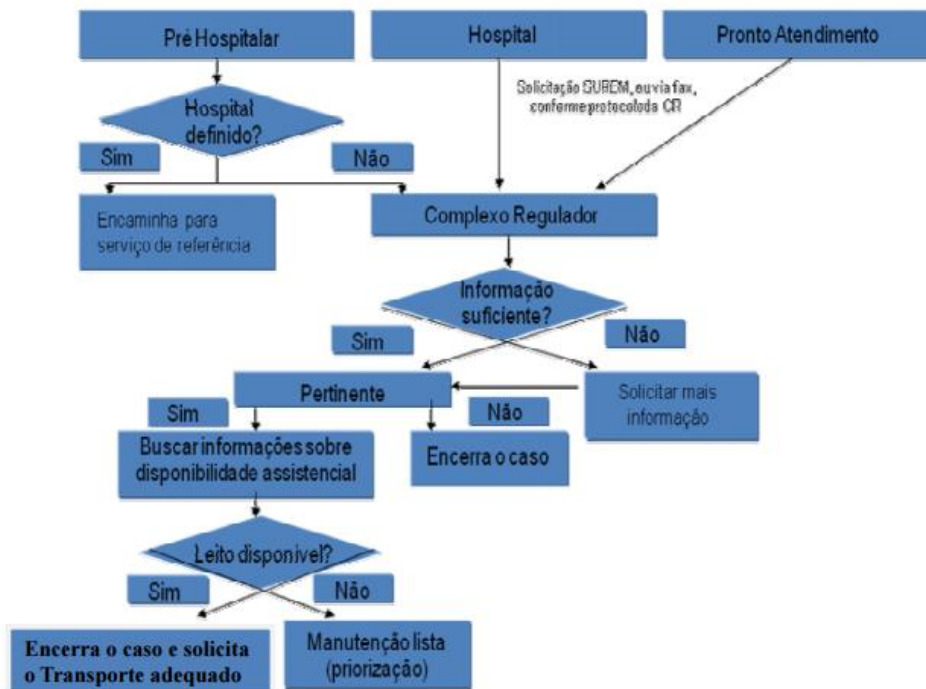 Pré Hospitalar
Hospital
Pronto Atendimento
Solicitação SUREM, ou via fax,
conforme protocolo da CR
Hospital
definido?
Sim
Não
Encaminha para
serviço de referência
Complexo Regulador
Informação
suficiente?
Sim
Não
Pertinente
Solicitar mais
informação
Sim
Não
Buscar informações sobre
disponibilidade assistencial
Encerra o caso
Leito disponível?
Sim
Não
Encerra o caso e solicita
o Transporte adequado
Manutenção lista
(priorização)